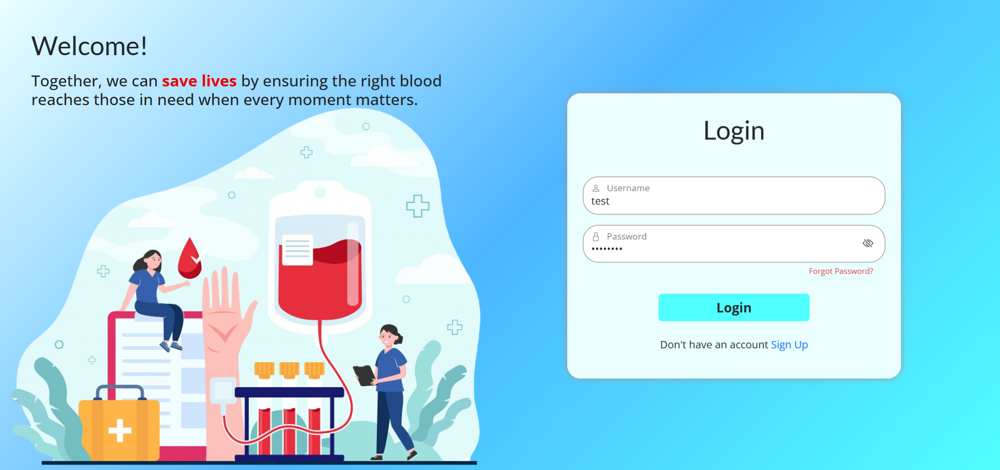 Welcome!
Together, we can save lives by ensuring the right blood
reaches those in need when every moment matters.
Login
Username
test
Password
••••••••
Forgot Password?
Login
Don't have an account Sign Up